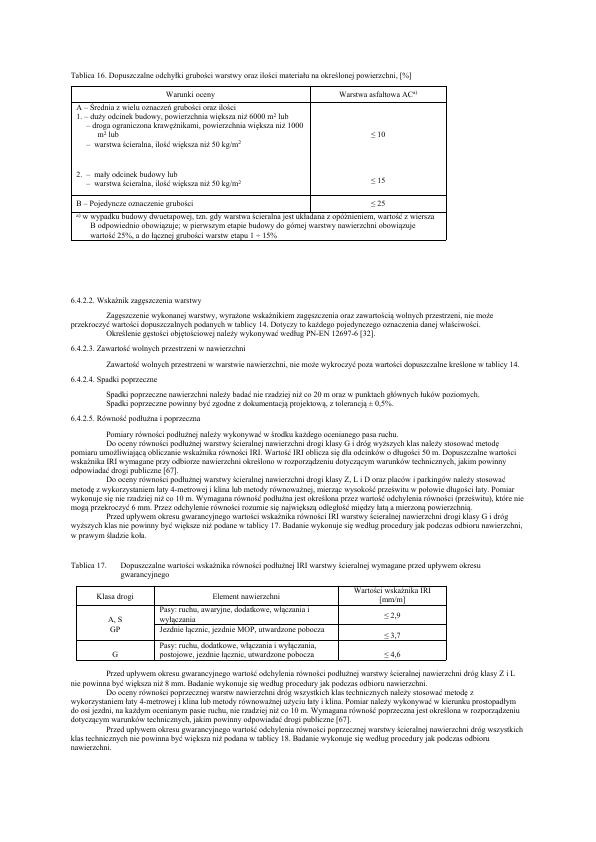 Tablica 16. Dopuszczalne odchyłki grubości warstwy oraz ilości materiału na określonej powierzchni, [%]
Warunki oceny Warstwa asfaltowa ACa)
A – Średnia z wielu oznaczeń grubości oraz ilości
1. – duży odcinek budowy, powierzchnia większa niż 6000 m2 lub
– droga ograniczona krawężnikami, powierzchnia większa niż 1000
m2 lub
– warstwa ścieralna, ilość większa niż 50 kg/m2
≤ 10
2. – mały odcinek budowy lub
– warstwa ścieralna, ilość większa niż 50 kg/m2
≤ 15
B – Pojedyncze oznaczenie grubości ≤ 25
a) w wypadku budowy dwuetapowej, tzn. gdy warstwa ścieralna jest układana z opóźnieniem, wartość z wiersza
B odpowiednio obowiązuje; w pierwszym etapie budowy do górnej warstwy nawierzchni obowiązuje
wartość 25%, a do łącznej grubości warstw etapu 1 ÷ 15%
6.4.2.2. Wskaźnik zagęszczenia warstwy
Zagęszczenie wykonanej warstwy, wyrażone wskaźnikiem zagęszczenia oraz zawartością wolnych przestrzeni, nie może
przekroczyć wartości dopuszczalnych podanych w tablicy 14. Dotyczy to każdego pojedynczego oznaczenia danej właściwości.
Określenie gęstości objętościowej należy wykonywać według PN-EN 12697-6 [32].
6.4.2.3. Zawartość wolnych przestrzeni w nawierzchni
Zawartość wolnych przestrzeni w warstwie nawierzchni, nie może wykroczyć poza wartości dopuszczalne kreślone w tablicy 14.
6.4.2.4. Spadki poprzeczne
Spadki poprzeczne nawierzchni należy badać nie rzadziej niż co 20 m oraz w punktach głównych łuków poziomych.
Spadki poprzeczne powinny być zgodne z dokumentacją projektową, z tolerancją ± 0,5%.
6.4.2.5. Równość podłużna i poprzeczna
Pomiary równości podłużnej należy wykonywać w środku każdego ocenianego pasa ruchu.
Do oceny równości podłużnej warstwy ścieralnej nawierzchni drogi klasy G i dróg wyższych klas należy stosować metodę
pomiaru umożliwiającą obliczanie wskaźnika równości IRI. Wartość IRI oblicza się dla odcinków o długości 50 m. Dopuszczalne wartości
wskaźnika IRI wymagane przy odbiorze nawierzchni określono w rozporządzeniu dotyczącym warunków technicznych, jakim powinny
odpowiadać drogi publiczne [67].
Do oceny równości podłużnej warstwy ścieralnej nawierzchni drogi klasy Z, L i D oraz placów i parkingów należy stosować
metodę z wykorzystaniem łaty 4-metrowej i klina lub metody równoważnej, mierząc wysokość prześwitu w połowie długości łaty. Pomiar
wykonuje się nie rzadziej niż co 10 m. Wymagana równość podłużna jest określona przez wartość odchylenia równości (prześwitu), które nie
mogą przekroczyć 6 mm. Przez odchylenie równości rozumie się największą odległość między łatą a mierzoną powierzchnią.
Przed upływem okresu gwarancyjnego wartości wskaźnika równości IRI warstwy ścieralnej nawierzchni drogi klasy G i dróg
wyższych klas nie powinny być większe niż podane w tablicy 17. Badanie wykonuje się według procedury jak podczas odbioru nawierzchni,
w prawym śladzie koła.
Tablica 17. Dopuszczalne wartości wskaźnika równości podłużnej IRI warstwy ścieralnej wymagane przed upływem okresu
gwarancyjnego
Klasa drogi Element nawierzchni Wartości wskaźnika IRI
[mm/m]
A, S
GP
Pasy: ruchu, awaryjne, dodatkowe, włączania i
wyłączania
≤ 2,9
Jezdnie łącznic, jezdnie MOP, utwardzone pobocza ≤ 3,7
G
Pasy: ruchu, dodatkowe, włączania i wyłączania,
postojowe, jezdnie łącznic, utwardzone pobocza ≤ 4,6
Przed upływem okresu gwarancyjnego wartość odchylenia równości podłużnej warstwy ścieralnej nawierzchni dróg klasy Z i L
nie powinna być większa niż 8 mm. Badanie wykonuje się według procedury jak podczas odbioru nawierzchni.
Do oceny równości poprzecznej warstw nawierzchni dróg wszystkich klas technicznych należy stosować metodę z
wykorzystaniem łaty 4-metrowej i klina lub metody równoważnej użyciu łaty i klina. Pomiar należy wykonywać w kierunku prostopadłym
do osi jezdni, na każdym ocenianym pasie ruchu, nie rzadziej niż co 10 m. Wymagana równość poprzeczna jest określona w rozporządzeniu
dotyczącym warunków technicznych, jakim powinny odpowiadać drogi publiczne [67].
Przed upływem okresu gwarancyjnego wartość odchylenia równości poprzecznej warstwy ścieralnej nawierzchni dróg wszystkich
klas technicznych nie powinna być większa niż podana w tablicy 18. Badanie wykonuje się według procedury jak podczas odbioru
nawierzchni.